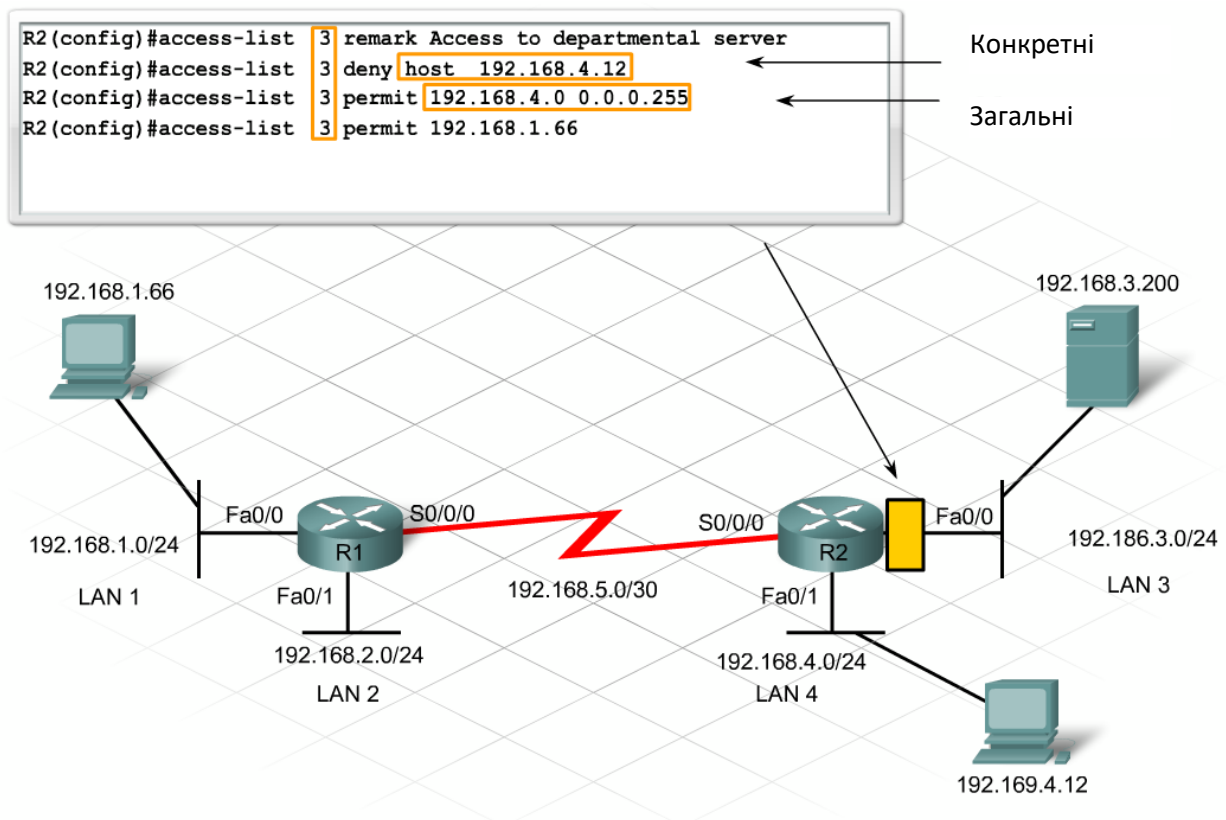 R2(config)#access-list 3 remark Access to departmental server
R2(config)#access-list 3 deny host 192.168.4.12
R2(config)#access-list 3 permit 192.168.4.0 0.0.0.255
R2(config)#access-list 3 permit 192.168.1.66
Конкретні
Загальні
192.168.1.66
192.168.3.200
Fa0/0
S0/0/0
S0/0/0
Fa0/0
192.168.1.0/24
R1
R2
192.186.3.0/24
LAN 1
Fa0/1
192.168.5.0/30
Fa0/1
LAN 3
192.168.2.0/24
192.168.4.0/24
LAN 2
LAN 4
192.169.4.12